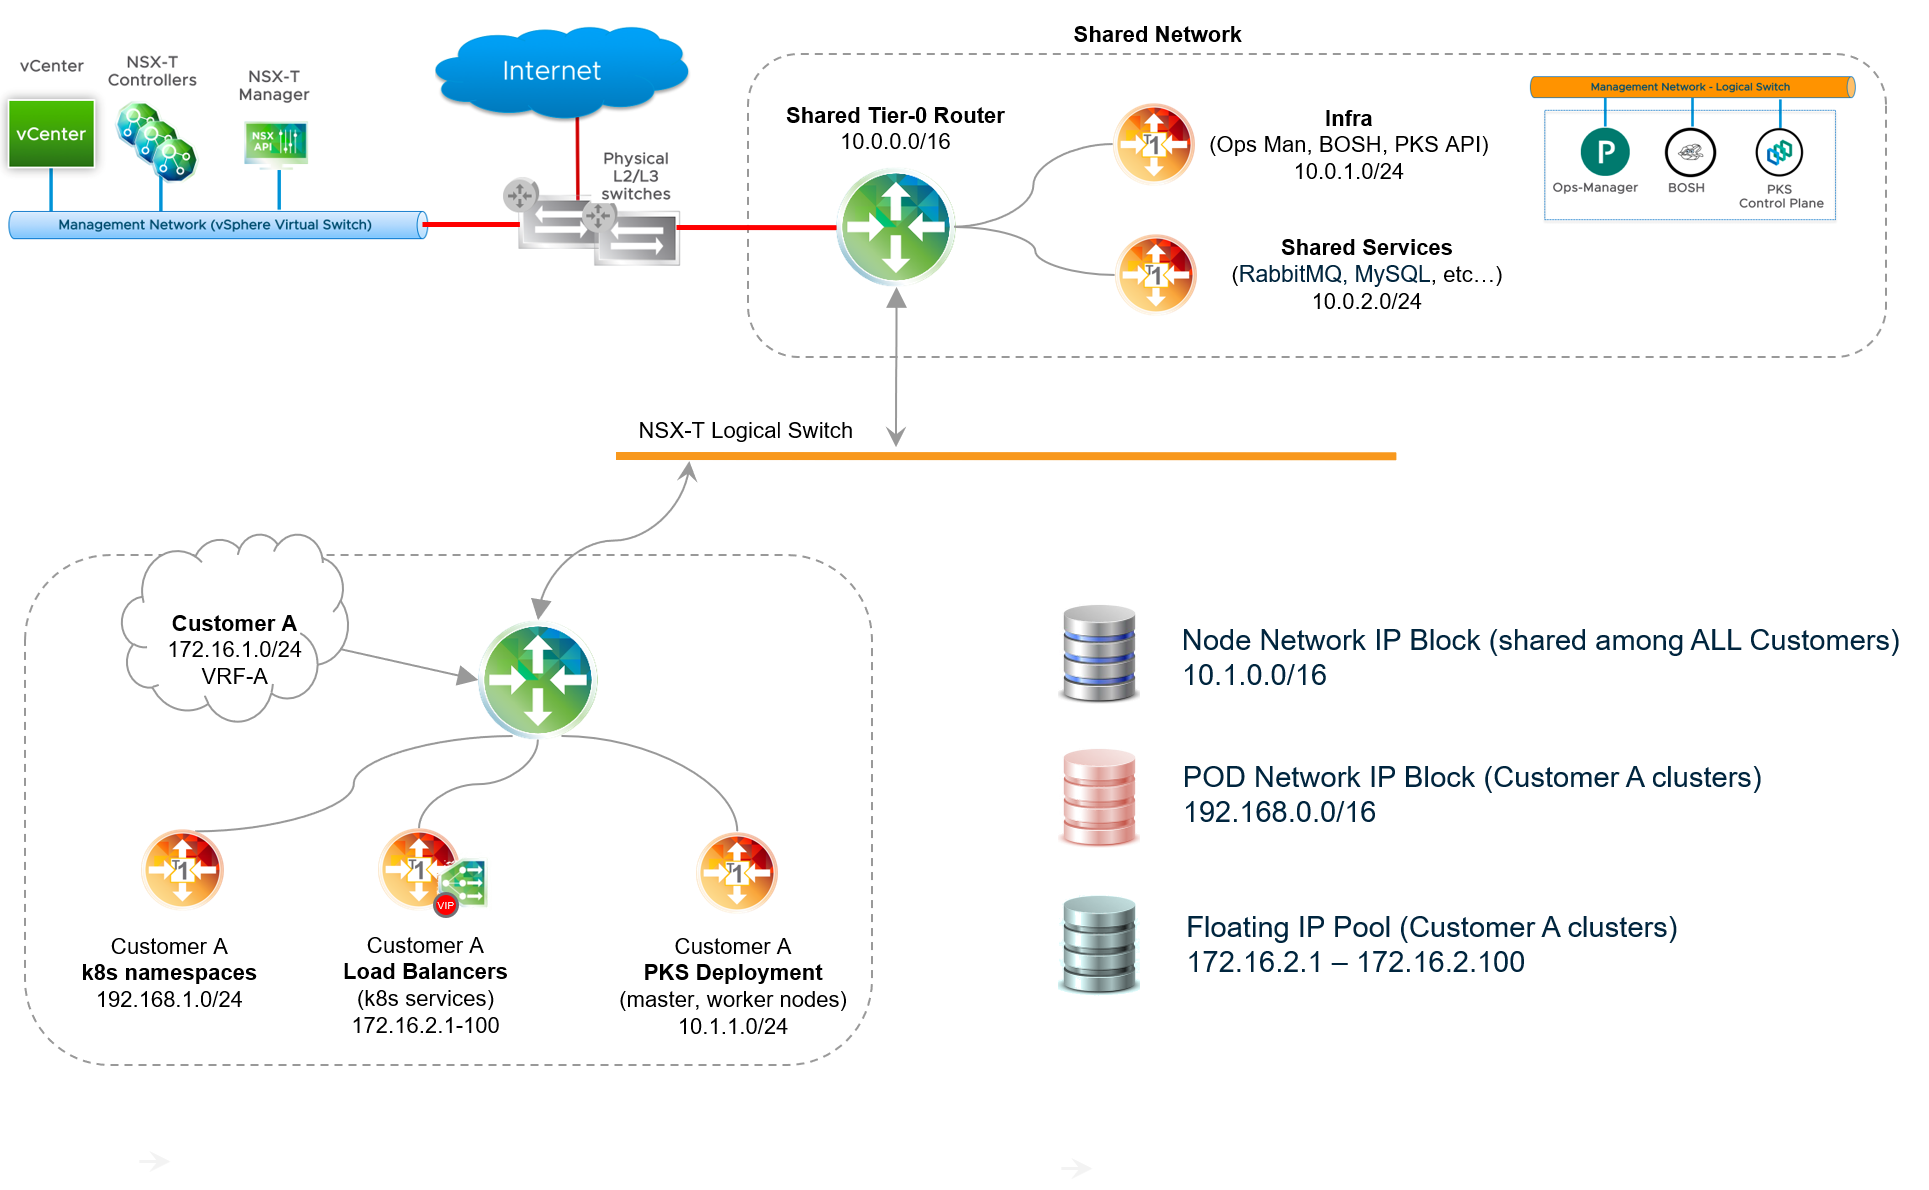 Shared Network
vCenter
NSX-T
Controllers
NSX-T
Manager
vCenter
NSX
API
Internet
Physical
L2/L3
switches
Management Network (vSphere Virtual Switch)
Shared Tier-0 Router
10.0.0.0/16
T1
Infra
(Ops Man, BOSH, PKS API)
10.0.1.0/24
T1
Shared Services
(RabbitMQ, MySQL, etc…)
10.0.2.0/24
Management Network - Logical Switch
P
Ops-Manager
BOSH
PKS
Control Plane
NSX-T Logical Switch
Customer A
172.16.1.0/24
VRF-A
T1
Customer A
k8s namespaces
192.168.1.0/24
T1
VIP
Customer A
Load Balancers
(k8s services)
172.16.2.1-100
T1
Customer A
PKS Deployment
(master, worker nodes)
10.1.1.0/24
Node Network IP Block (shared among ALL Customers)
10.1.0.0/16
POD Network IP Block (Customer A clusters)
192.168.0.0/16
Floating IP Pool (Customer A clusters)
172.16.2.1 – 172.16.2.100